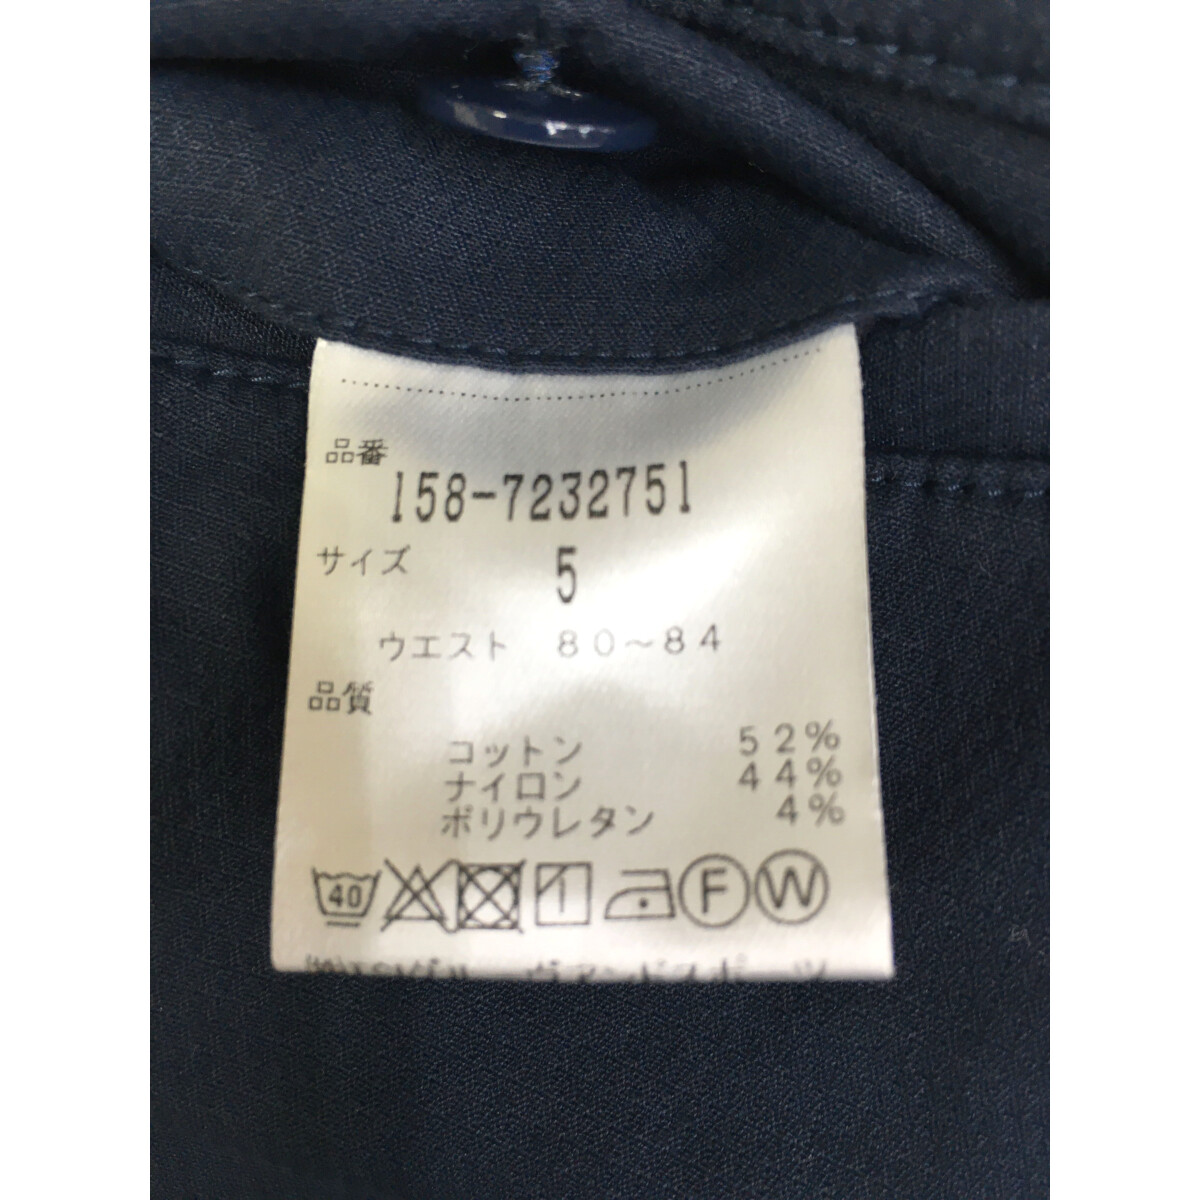 品番
158-7232751
サイズ 5
ウエスト 80～84
品質
コットン 52%
ナイロン 44%
ポリウレタン 4%
40 F W